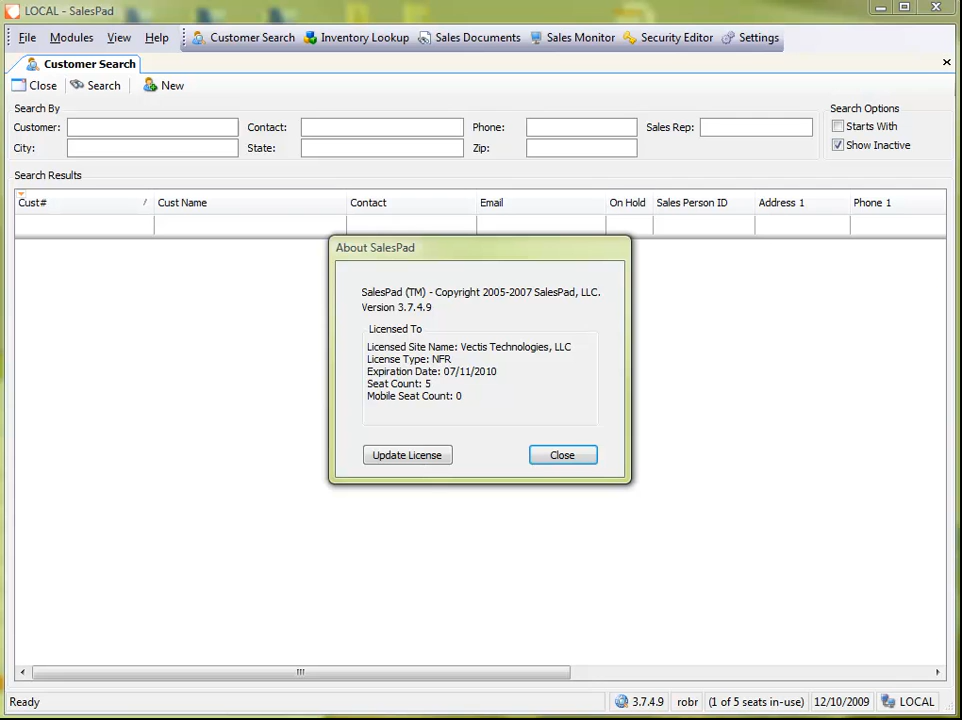 LOCAL - SalesPad
File Modules View Help Customer Search Inventory Lookup Sales Documents Sales Monitor Security Editor Settings
Customer Search
Close Search New
Search By
Search Options
Customer: Contact: Phone: Sales Rep: Starts With
City: State: Zip: Show Inactive
Search Results
Cust# Cust Name Contact Email On Hold Sales Person ID Address 1 Phone 1
About SalesPad
SalesPad (TM) - Copyright 2005-2007 SalesPad, LLC.
Version 3.7.4.9
Licensed To
Licensed Site Name: Vectis Technologies, LLC
License Type: NFR
Expiration Date: 07/11/2010
Seat Count: 5
Mobile Seat Count: 0
Update License Close
Ready 3.7.4.9 robr (1 of 5 seats in-use) 12/10/2009 LOCAL